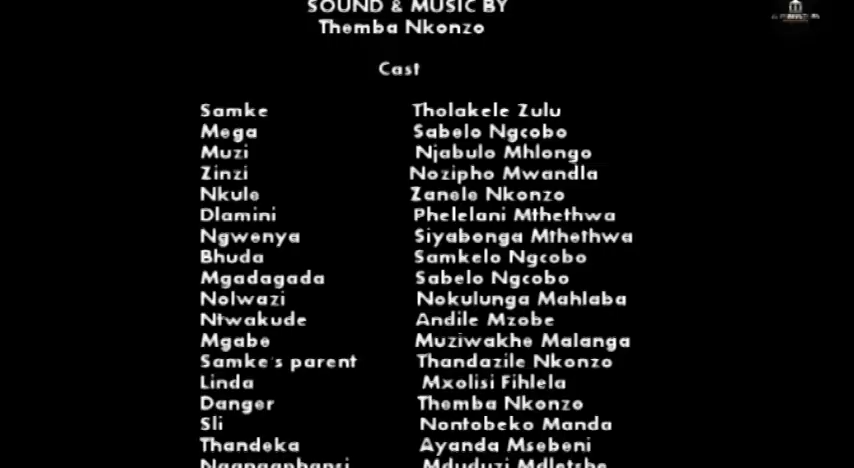 SOUND & MUSIC BY
Themba Nkonzo
Cast
Samke Tholakele Zulu
Mega Sabelo Ngcobo
Muzi Njabulo Mhlongo
Zinzi Nozipho Mwandla
Nkule Zanele Nkonzo
Dlamini Phelelani Mthethwa
Ngwenya Siyabonga Mthethwa
Bhuda Samkelo Ngcobo
Mgadagada Sabelo Ngcobo
Nolwazi Nokulunga Mahlaba
Ntwakude Andile Mzobe
Mgabe Muziwakhe Malanga
Samke's parent Thandazile Nkonzo
Linda Mxolisi Fihlela
Danger Themba Nkonzo
Sli Nontobeko Manda
Thandeka Ayanda Msebeni
Mduduzi Mdletshe